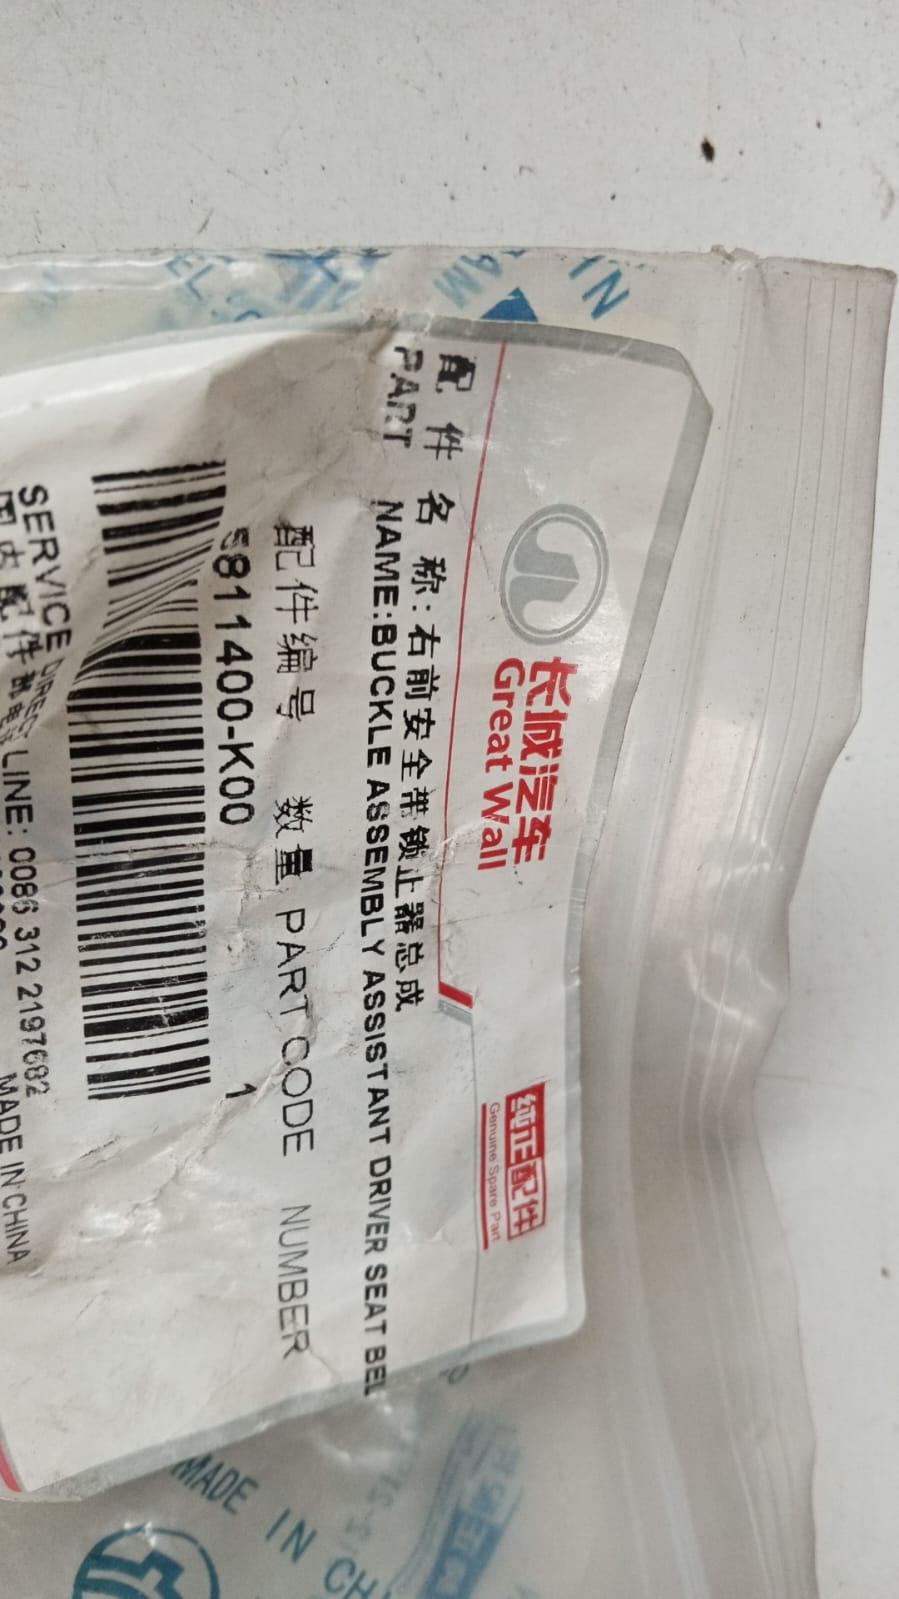 长城汽车
Great Wall
纯正配件
Genuine Spare Part
配件名称:右前安全带锁止器总成
PART NAME:BUCKLE ASSEMBLY ASSISTANT DRIVER SEAT BEL
配件编号 数量 PART CODE NUMBER
5811400-K00 1
SERVICE DIRECT LINE: 0086 312 2197682 MADE IN CHINA
MADE IN CHI